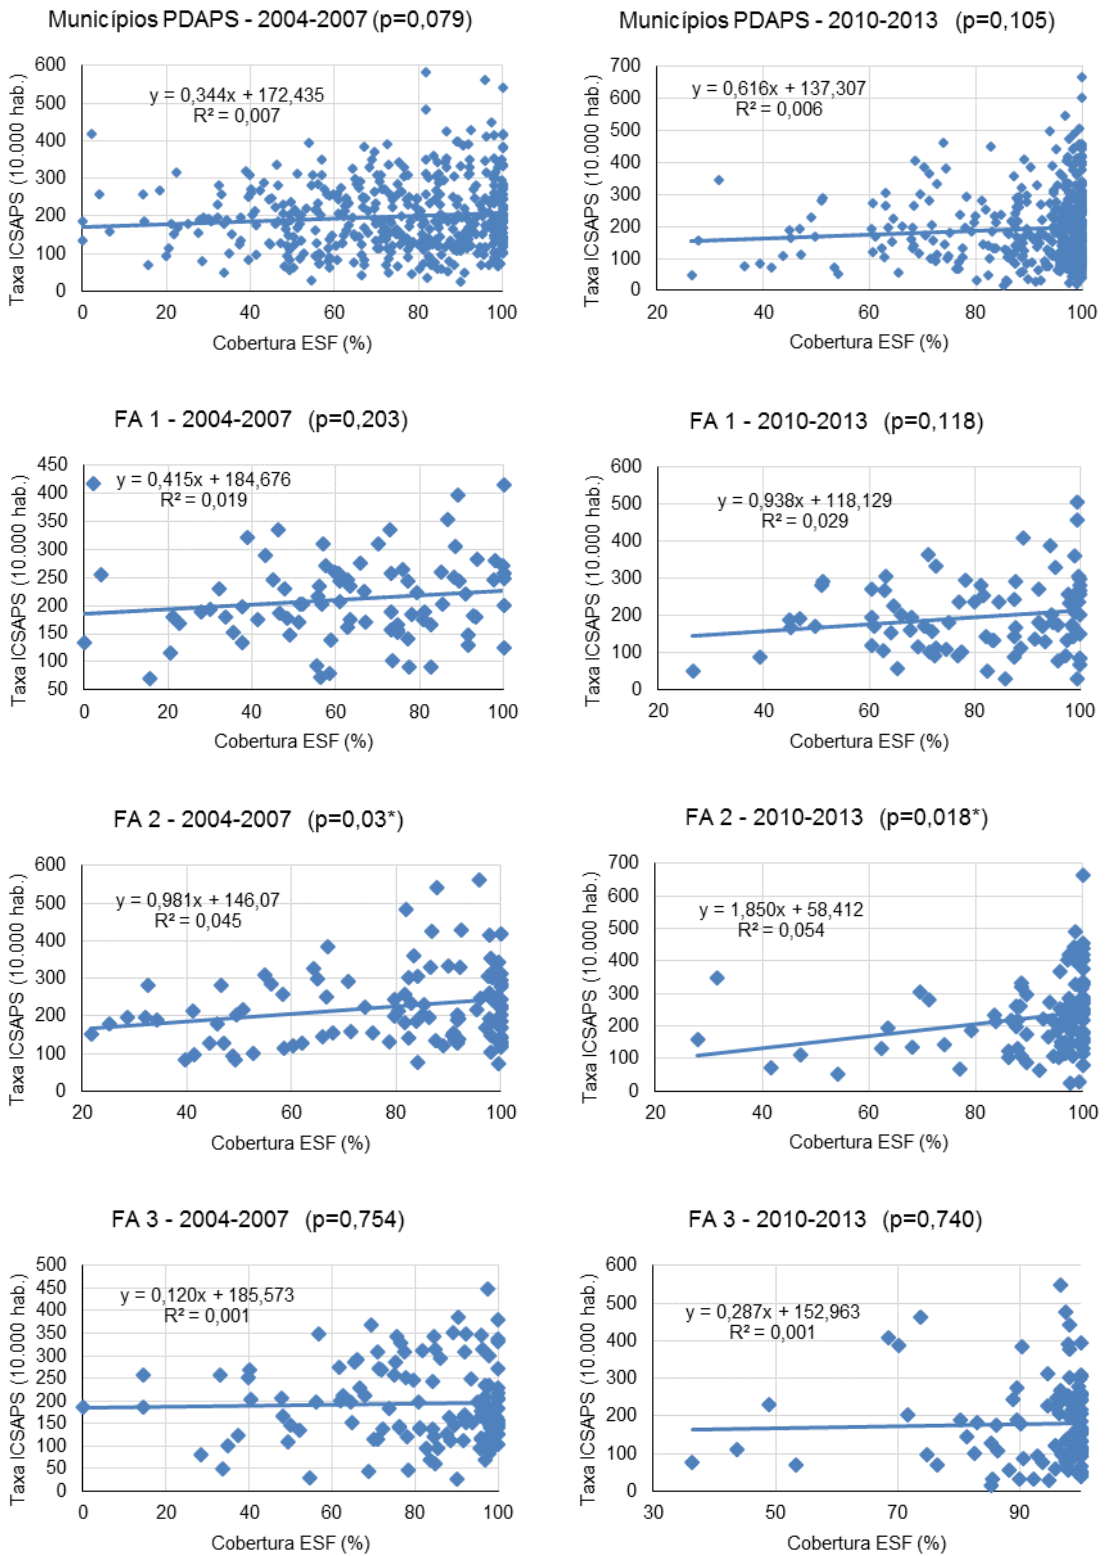 Municípios PDAPS - 2004-2007 (p=0,079)
Taxa ICSAPS (10.000 hab.)
600
500
400
300
200
100
0
y = 0,344x + 172,435
R² = 0,007
0 20 40 60 80 100
Cobertura ESF (%)
Municípios PDAPS - 2010-2013 (p=0,105)
Taxa ICSAPS (10.000 hab.)
700
600
500
400
300
200
100
0
y = 0,616x + 137,307
R² = 0,006
20 40 60 80 100
Cobertura ESF (%)
FA 1 - 2004-2007 (p=0,203)
Taxa ICSAPS (10.000 hab.)
450
400
350
300
250
200
150
100
50
y = 0,415x + 184,676
R² = 0,019
0 20 40 60 80 100
Cobertura ESF (%)
FA 1 - 2010-2013 (p=0,118)
Taxa ICSAPS (10.000 hab.)
600
500
400
300
200
100
0
y = 0,938x + 118,129
R² = 0,029
20 40 60 80 100
Cobertura ESF (%)
FA 2 - 2004-2007 (p=0,03*)
Taxa ICSAPS (10.000 hab.)
600
500
400
300
200
100
0
y = 0,981x + 146,07
R² = 0,045
20 40 60 80 100
Cobertura ESF (%)
FA 2 - 2010-2013 (p=0,018*)
Taxa ICSAPS (10.000 hab.)
700
600
500
400
300
200
100
0
y = 1,850x + 58,412
R² = 0,054
20 40 60 80 100
Cobertura ESF (%)
FA 3 - 2004-2007 (p=0,754)
Taxa ICSAPS (10.000 hab.)
500
450
400
350
300
250
200
150
100
50
0
y = 0,120x + 185,573
R² = 0,001
0 20 40 60 80 100
Cobertura ESF (%)
FA 3 - 2010-2013 (p=0,740)
Taxa ICSAPS (10.000 hab.)
600
500
400
300
200
100
0
y = 0,287x + 152,963
R² = 0,001
30 50 70 90
Cobertura ESF (%)